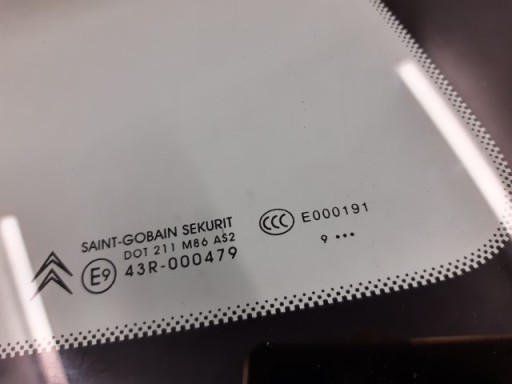 SAINT-GOBAIN SEKURIT
DOT 211 M86 AS2
E9 43R-000479
CCC E000191
9 •••